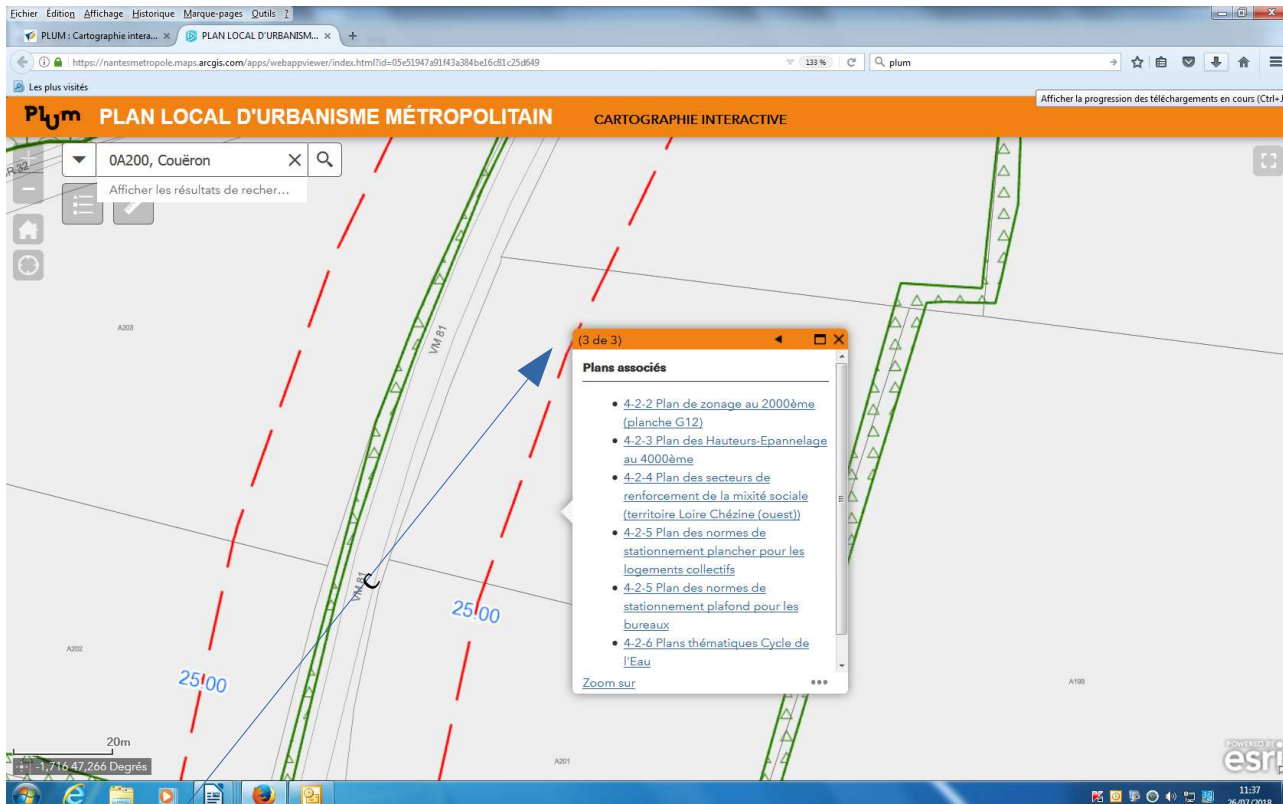 Fichier Édition Affichage Historique Marque-pages Outils ?
PLUM : Cartographie intera... × PLAN LOCAL D'URBANISM... × +
https://nantesmetropole.maps.arcgis.com/apps/webappviewer/index.html?id=05e51947a91f43a384be16c81c25d649 133 % plum
Les plus visités
Afficher la progression des téléchargements en cours (Ctrl+J
PLUM PLAN LOCAL D'URBANISME MÉTROPOLITAIN CARTOGRAPHIE INTERACTIVE
0A200, Couëron
Afficher les résultats de recher…
A203
VM 81
(3 de 3)
Plans associés
4-2-2 Plan de zonage au 2000ème
(planche G12)
4-2-3 Plan des Hauteurs-Epannelage
au 4000ème
4-2-4 Plan des secteurs de
renforcement de la mixité sociale
(territoire Loire Chézine (ouest))
4-2-5 Plan des normes de
stationnement plancher pour les
logements collectifs
4-2-5 Plan des normes de
stationnement plafond pour les
bureaux
4-2-6 Plans thématiques Cycle de
l'Eau
Zoom sur
VM 81
25.00
A202
25.00
A198
20m
-1,716 47,266 Degrés
A201
POWERED BY
esri
11:37
26/07/2018